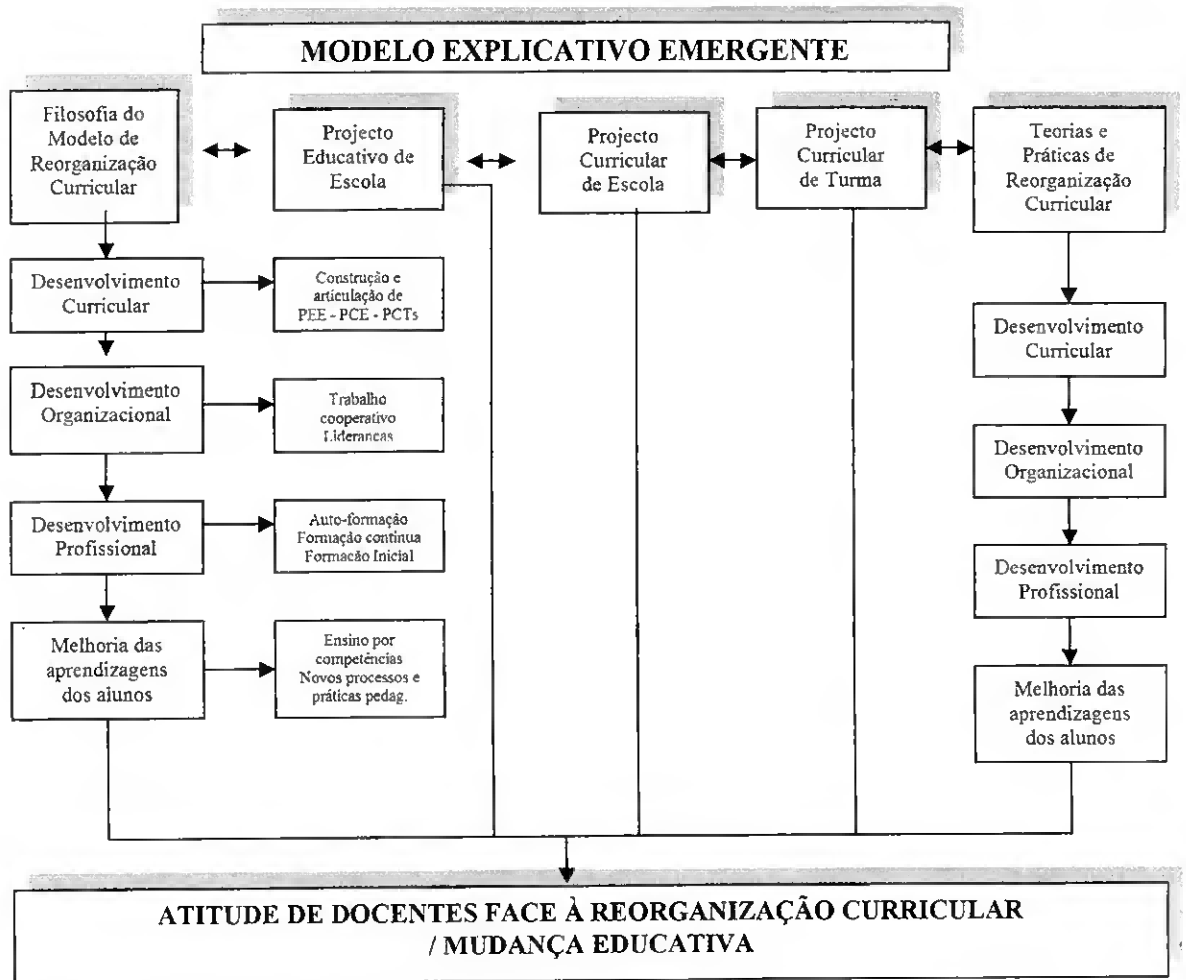 MODELO EXPLICATIVO EMERGENTE
Filosofia do
Modelo de
Reorganização
Curricular
Projecto
Educativo de
Escola
Projecto
Curricular
de Escola
Projecto
Curricular
de Turma
Teorias e
Práticas de
Reorganização
Curricular
Desenvolvimento
Curricular
Construção e
articulação de
PEE - PCE - PCTs
Desenvolvimento
Organizacional
Trabalho
cooperativo
Liderancas
Desenvolvimento
Profissional
Auto-formação
Formação contínua
Formacão Inicial
Melhoria das
aprendizagens
dos alunos
Ensino por
competências
Novos processos e
práticas pedag.
Desenvolvimento
Curricular
Desenvolvimento
Organizacional
Desenvolvimento
Profissional
Melhoria das
aprendizagens
dos alunos
ATITUDE DE DOCENTES FACE À REORGANIZAÇÃO CURRICULAR
/ MUDANÇA EDUCATIVA